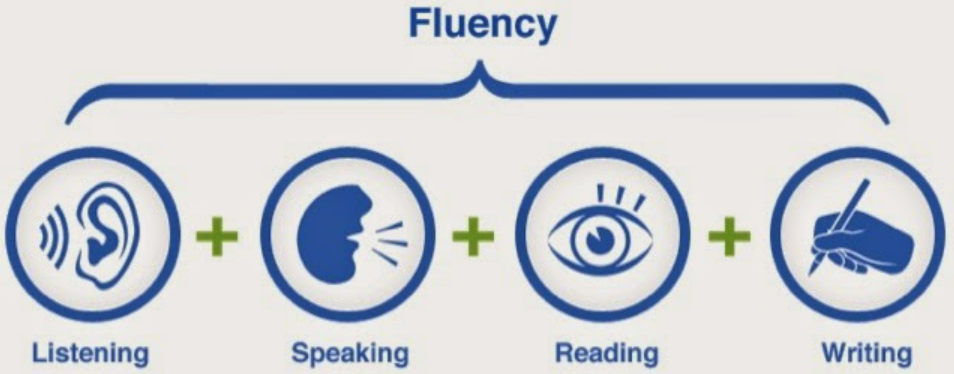 Fluency
Listening + Speaking + Reading + Writing